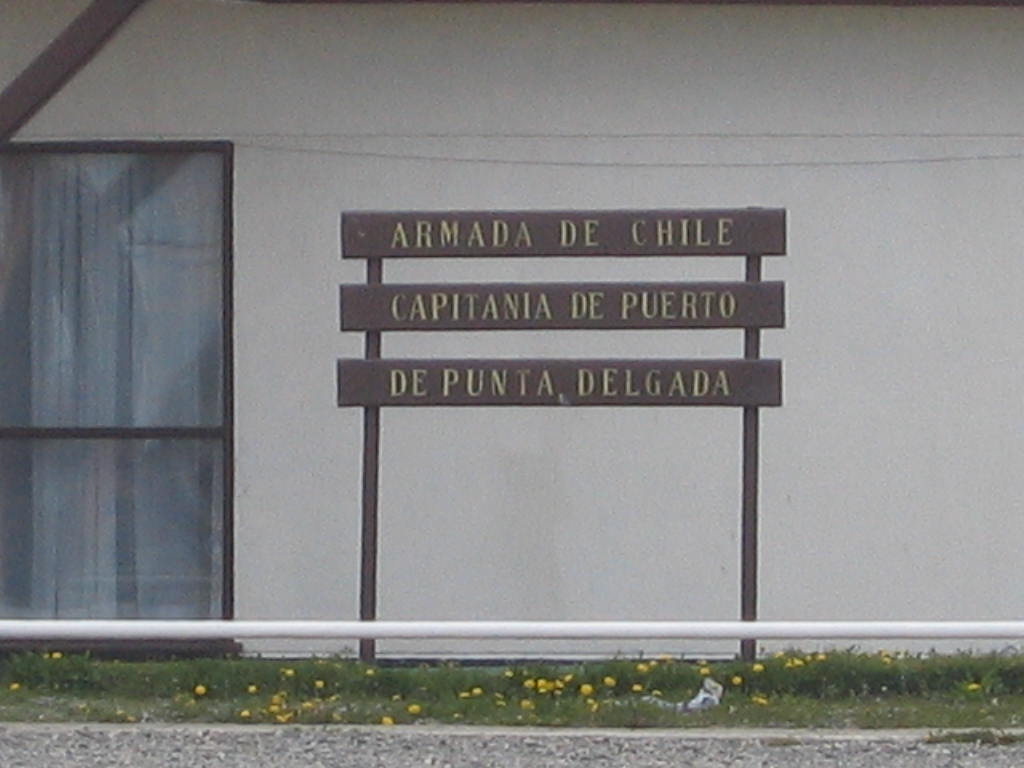 ARMADA DE CHILE
CAPITANIA DE PUERTO
DE PUNTA DELGADA